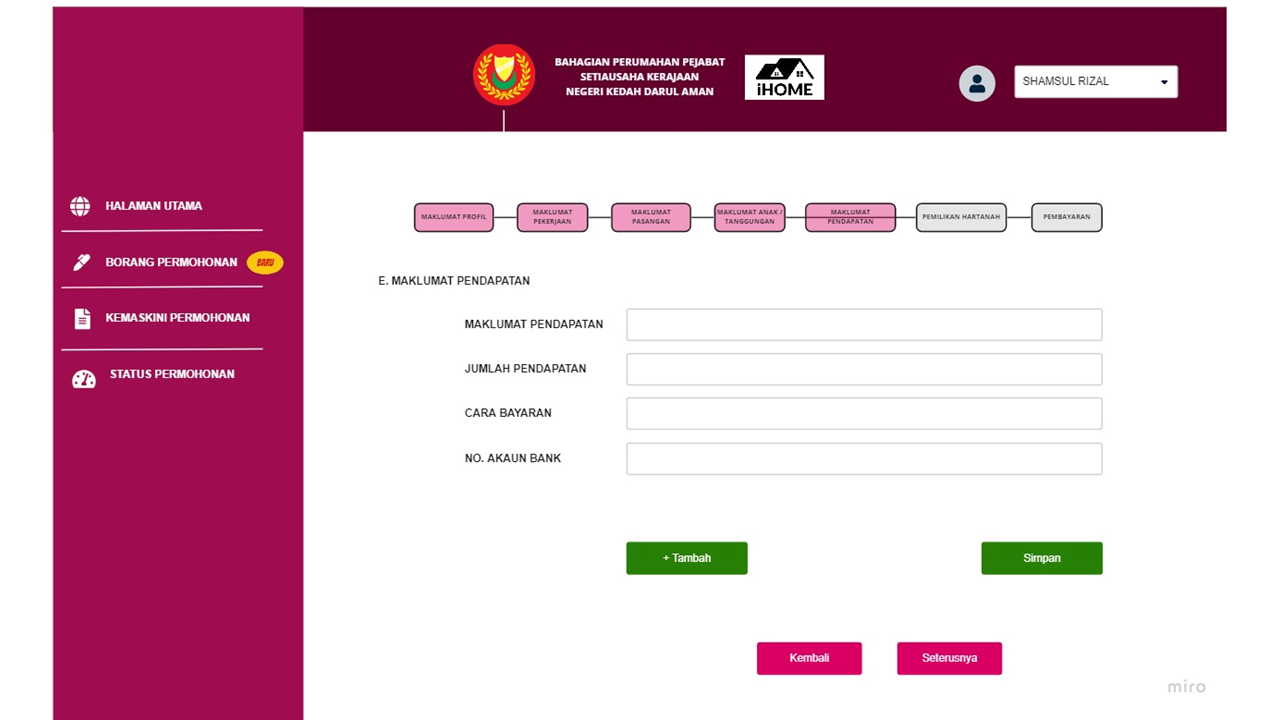 BAHAGIAN PERUMAHAN PEJABAT
SETIAUSAHA KERAJAAN
NEGERI KEDAH DARUL AMAN
iHOME
SHAMSUL RIZAL
HALAMAN UTAMA
BORANG PERMOHONAN
BARU
KEMASKINI PERMOHONAN
STATUS PERMOHONAN
MAKLUMAT PROFIL
MAKLUMAT
PEKERJAAN
MAKLUMAT
PASANGAN
MAKLUMAT ANAK /
TANGGUNGAN
MAKLUMAT
PENDAPATAN
PEMILIKAN HARTANAH
PEMBAYARAN
E. MAKLUMAT PENDAPATAN
MAKLUMAT PENDAPATAN
JUMLAH PENDAPATAN
CARA BAYARAN
NO. AKAUN BANK
+ Tambah
Simpan
Kembali
Seterusnya
miro